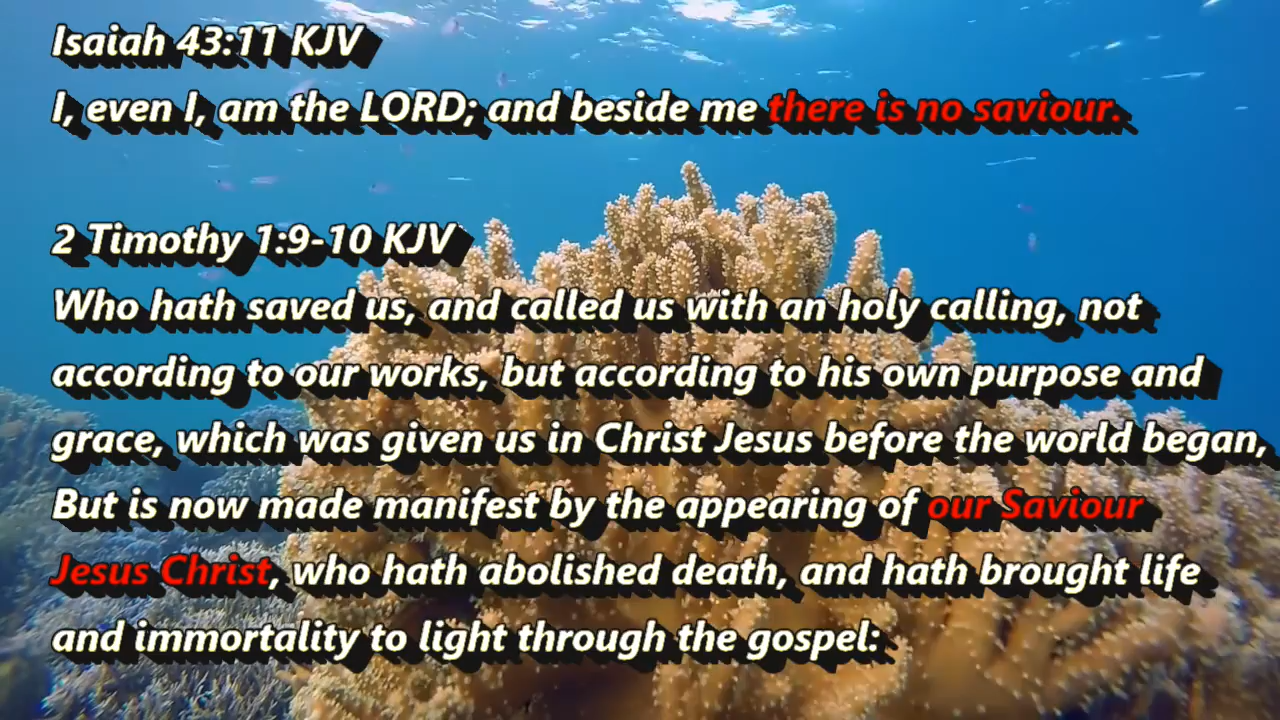 Isaiah 43:11 KJV
I, even I, am the LORD; and beside me there is no saviour.
2 Timothy 1:9-10 KJV
Who hath saved us, and called us with an holy calling, not
according to our works, but according to his own purpose and
grace, which was given us in Christ Jesus before the world began,
But is now made manifest by the appearing of our Saviour
Jesus Christ, who hath abolished death, and hath brought life
and immortality to light through the gospel: